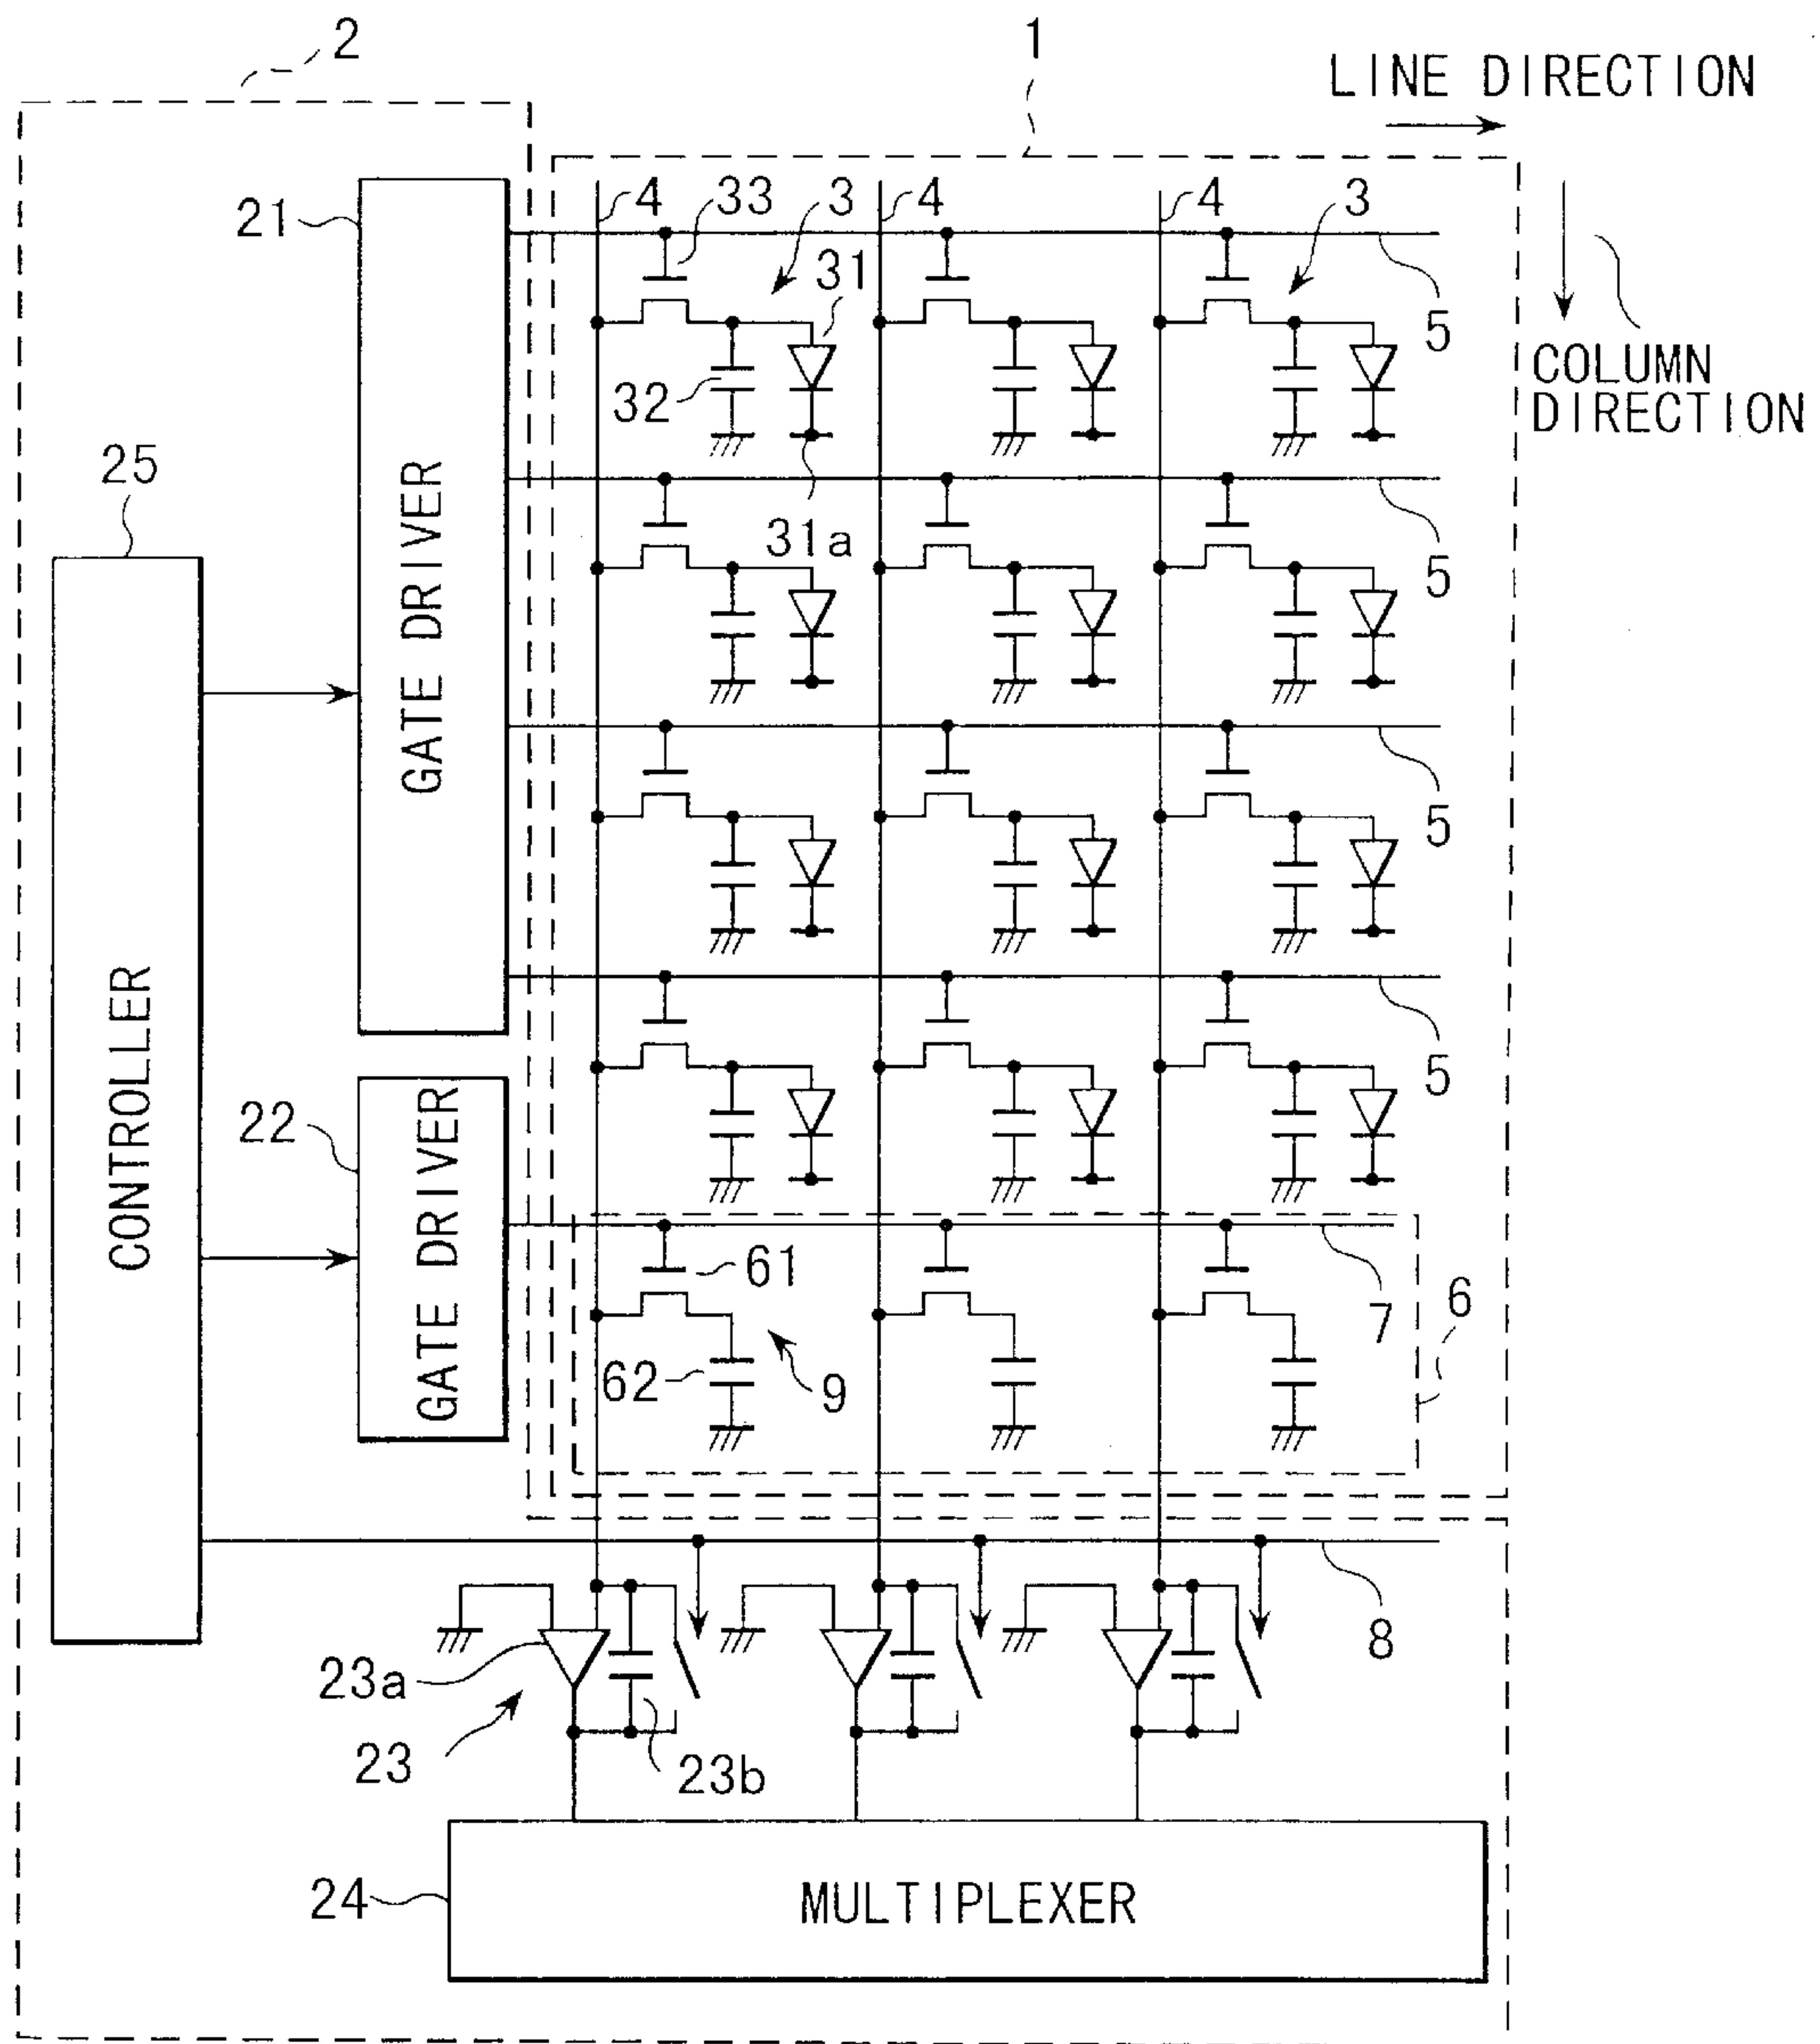 2
1
LINE DIRECTION
4
33
3
4
4
3
21
31
5
COLUMN
DIRECTION
32
25
31a
5
GATE DRIVER
5
CONTROLLER
5
22
GATE DRIVER
61
7
6
62
9
8
23a
23
23b
24
MULTIPLEXER